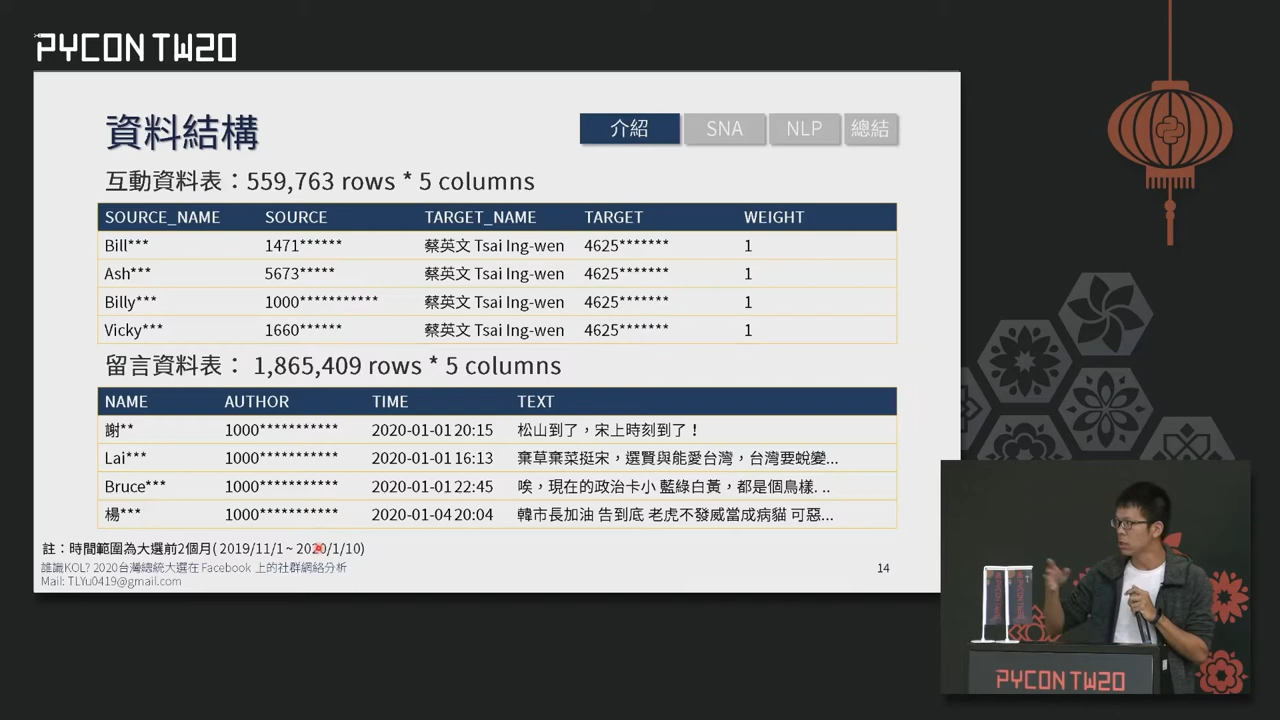 PYCON TW20
資料結構
介紹 SNA NLP 總結
互動資料表：559,763 rows * 5 columns
SOURCE_NAME SOURCE TARGET_NAME TARGET WEIGHT
Bill*** 1471****** 蔡英文 Tsai Ing-wen 4625******* 1
Ash*** 5673***** 蔡英文 Tsai Ing-wen 4625******* 1
Billy*** 1000*********** 蔡英文 Tsai Ing-wen 4625******* 1
Vicky*** 1660****** 蔡英文 Tsai Ing-wen 4625******* 1
留言資料表： 1,865,409 rows * 5 columns
NAME AUTHOR TIME TEXT
謝** 1000*********** 2020-01-01 20:15 松山到了，宋上時刻到了！
Lai*** 1000*********** 2020-01-01 16:13 棄草棄菜挺宋，選賢與能愛台灣，台灣要蛻變...
Bruce*** 1000*********** 2020-01-01 22:45 唉，現在的政治卡小 藍綠白黃，都是個鳥樣. ..
楊*** 1000*********** 2020-01-04 20:04 韓市長加油 告到底 老虎不發威當成病貓 可惡...
註：時間範圍為大選前2個月( 2019/11/1 ~ 2020/1/10)
誰識KOL? 2020台灣總統大選在 Facebook 上的社群網絡分析
Mail: TLYu0419@gmail.com
14
PYCON TW20